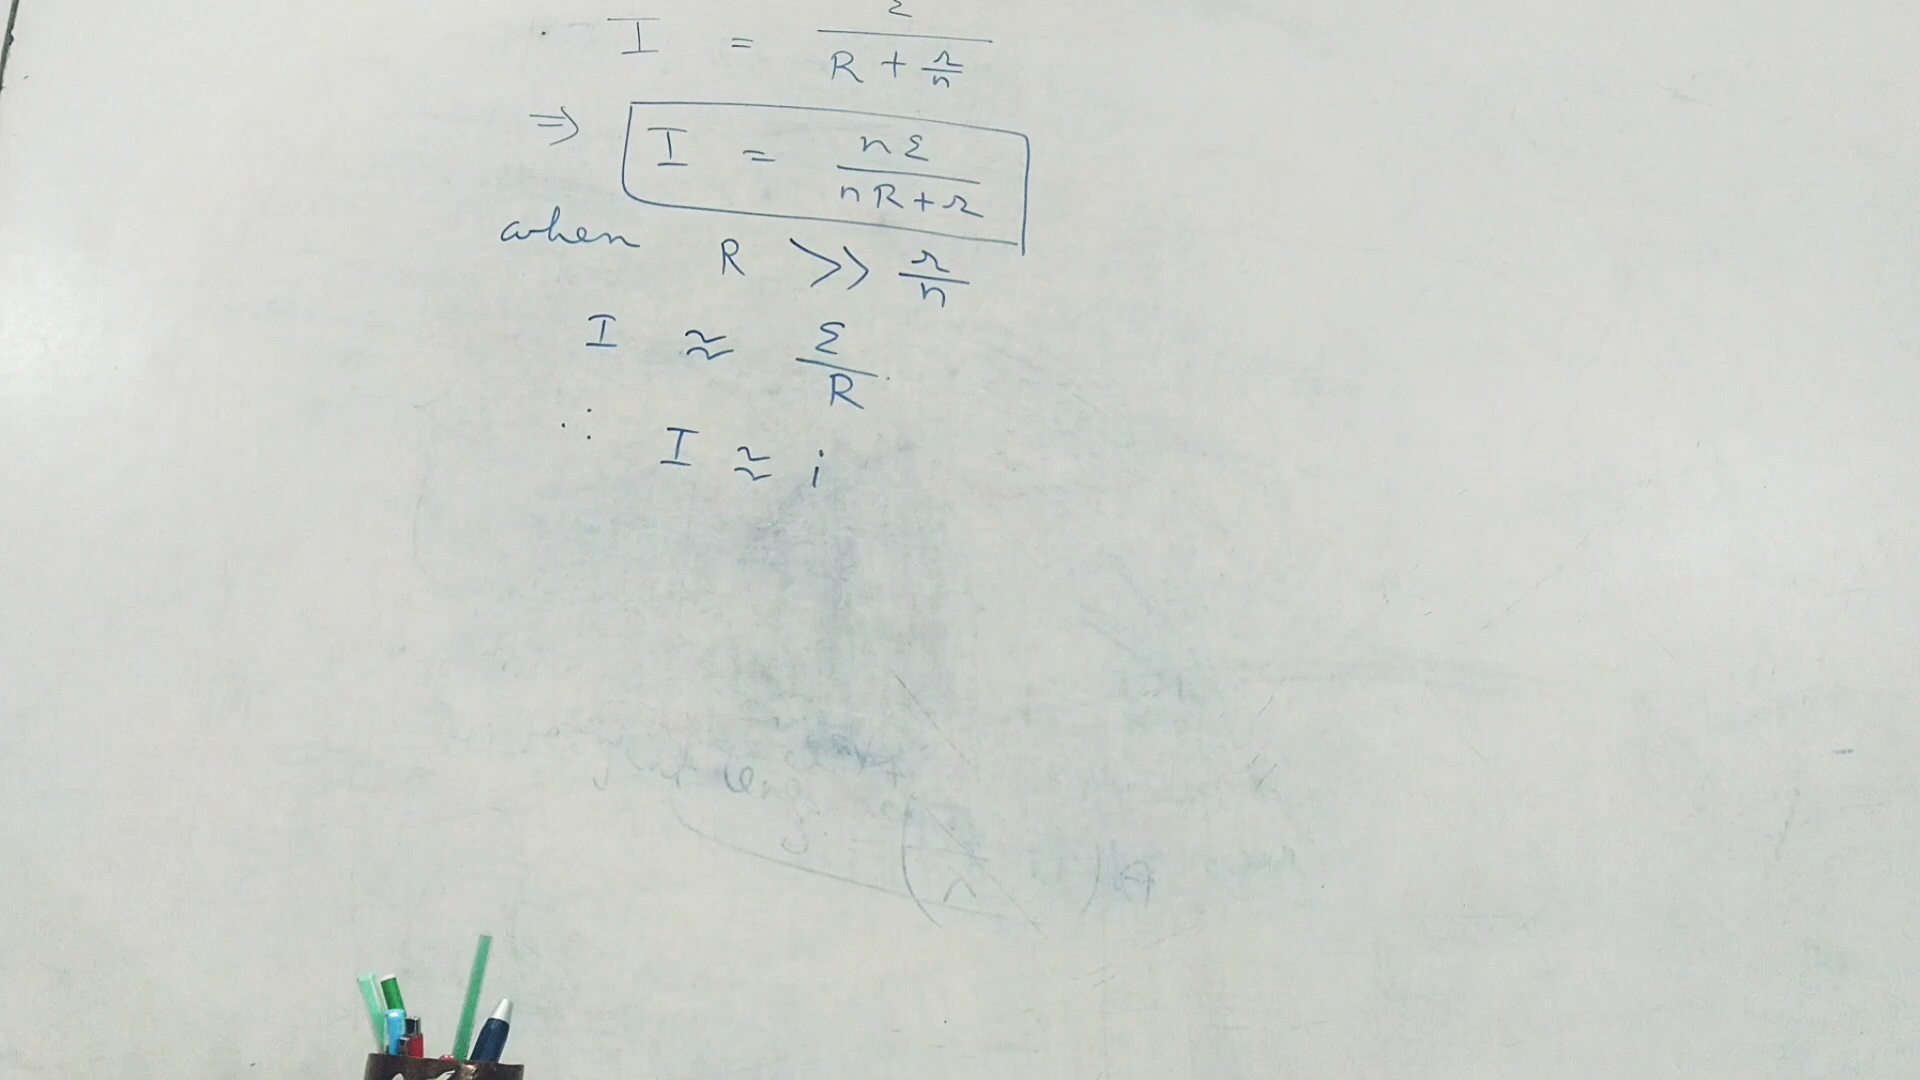 I = ε / (R + r/n)
⇒ I = nε / (nR + r)
when R >> r/n
I ≈ ε/R
∴ I ≈ i